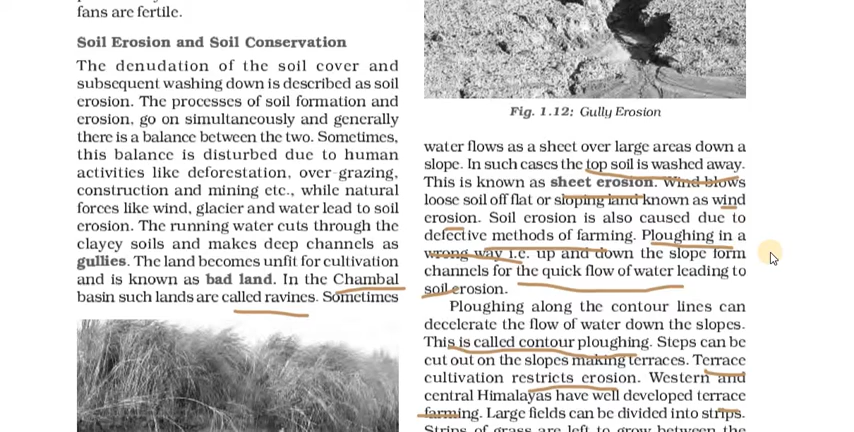 fans are fertile.
Soil Erosion and Soil Conservation
The denudation of the soil cover and
subsequent washing down is described as soil
erosion. The processes of soil formation and
erosion, go on simultaneously and generally
there is a balance between the two. Sometimes,
this balance is disturbed due to human
activities like deforestation, over-grazing,
construction and mining etc., while natural
forces like wind, glacier and water lead to soil
erosion. The running water cuts through the
clayey soils and makes deep channels as
gullies. The land becomes unfit for cultivation
and is known as bad land. In the Chambal
basin such lands are called ravines. Sometimes
Fig. 1.12: Gully Erosion
water flows as a sheet over large areas down a
slope. In such cases the top soil is washed away.
This is known as sheet erosion. Wind blows
loose soil off flat or sloping land known as wind
erosion. Soil erosion is also caused due to
defective methods of farming. Ploughing in a
wrong way i.e. up and down the slope form
channels for the quick flow of water leading to
soil erosion.
Ploughing along the contour lines can
decelerate the flow of water down the slopes.
This is called contour ploughing. Steps can be
cut out on the slopes making terraces. Terrace
cultivation restricts erosion. Western and
central Himalayas have well developed terrace
farming. Large fields can be divided into strips.
Strips of grass are left to grow between the